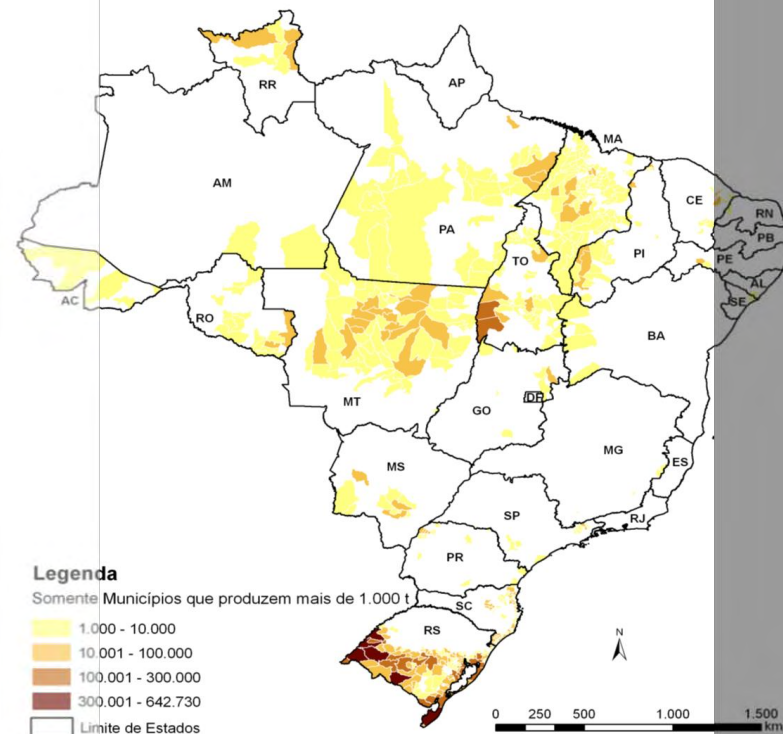 RR
AP
MA
AM
PA
CE
RN
PB
PE
TO
PI
AL
SE
AC
RO
BA
MT
GO
DF
MG
MS
ES
SP
RJ
PR
SC
RS
N
Legenda
Somente Municípios que produzem mais de 1.000 t
1.000 - 10.000
10.001 - 100.000
100.001 - 300.000
300.001 - 642.730
Limite de Estados
0 250 500 1.000 1.500
km